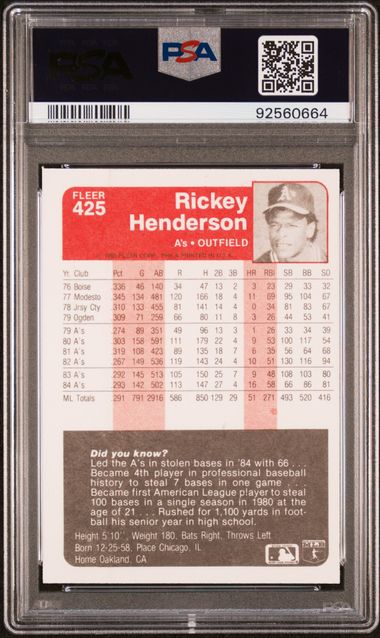 PSA
PSA
92560664
FLEER
425
Rickey
Henderson
A's • OUTFIELD
1985 FLEER CORP., PHILA PRINTED IN U.S.A.
Yr. Club Pct G AB R H 2B 3B HR RBI SB BB SO
76 Boise 336 46 140 34 47 13 2 3 23 29 33 32
77 Modesto 345 134 481 120 166 18 4 11 69 95 104 67
78 Jrsy Cty 310 133 455 81 141 14 4 0 34 81 83 67
79 Ogden 309 71 259 66 80 11 8 3 26 44 53 41
79 A's 274 89 351 49 96 13 3 1 26 33 34 39
80 A's 303 158 591 111 179 22 4 9 53 100 117 54
81 A's 319 108 423 89 135 18 7 6 35 56 64 68
82 A's 267 149 536 119 143 24 4 10 51 130 116 94
83 A's 292 145 513 105 150 25 7 9 48 108 103 80
84 A's 293 142 502 113 147 27 4 16 58 66 86 81
ML Totals 291 791 2916 586 850 129 29 51 271 493 520 416
Did you know?
Led the A's in stolen bases in '84 with 66 . . .
Became 4th player in professional baseball
history to steal 7 bases in one game . . .
Became first American League player to steal
100 bases in a single season in 1980 at the
age of 21 . . . Rushed for 1,100 yards in foot-
ball his senior year in high school.
Height 5'10", Weight 180, Bats Right, Throws Left
Born 12-25-58, Place Chicago, IL
Home Oakland, CA